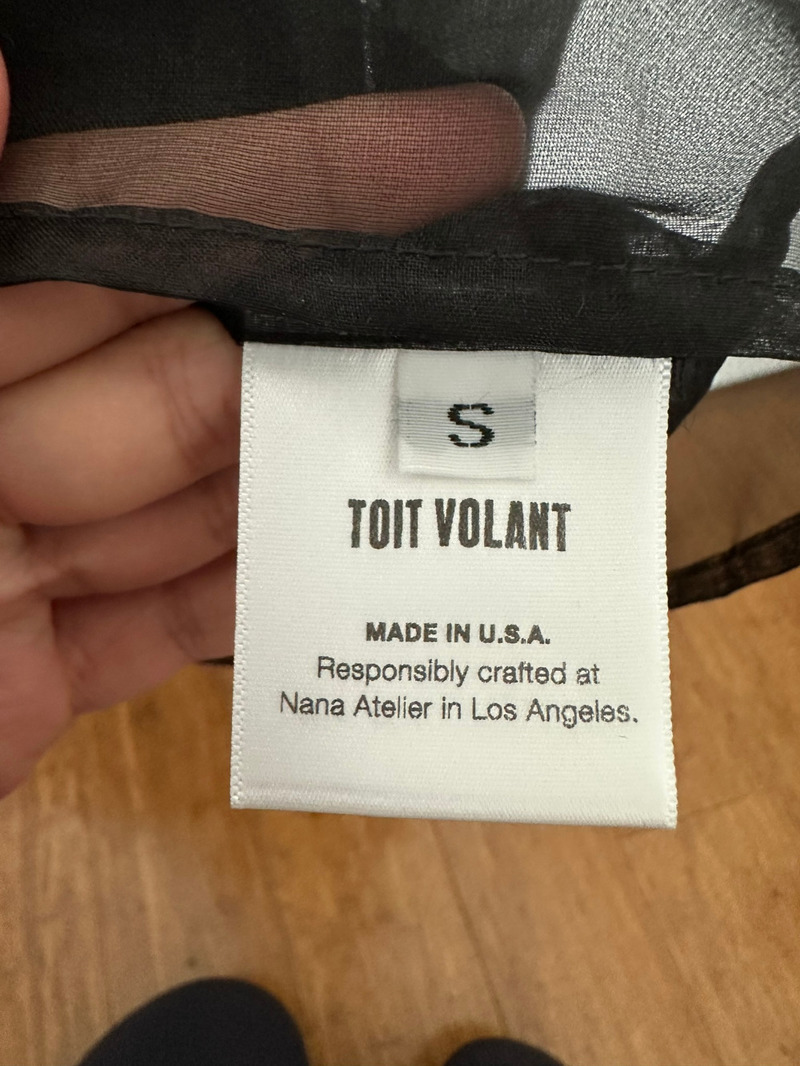 S
TOIT VOLANT
MADE IN U.S.A.
Responsibly crafted at
Nana Atelier in Los Angeles.